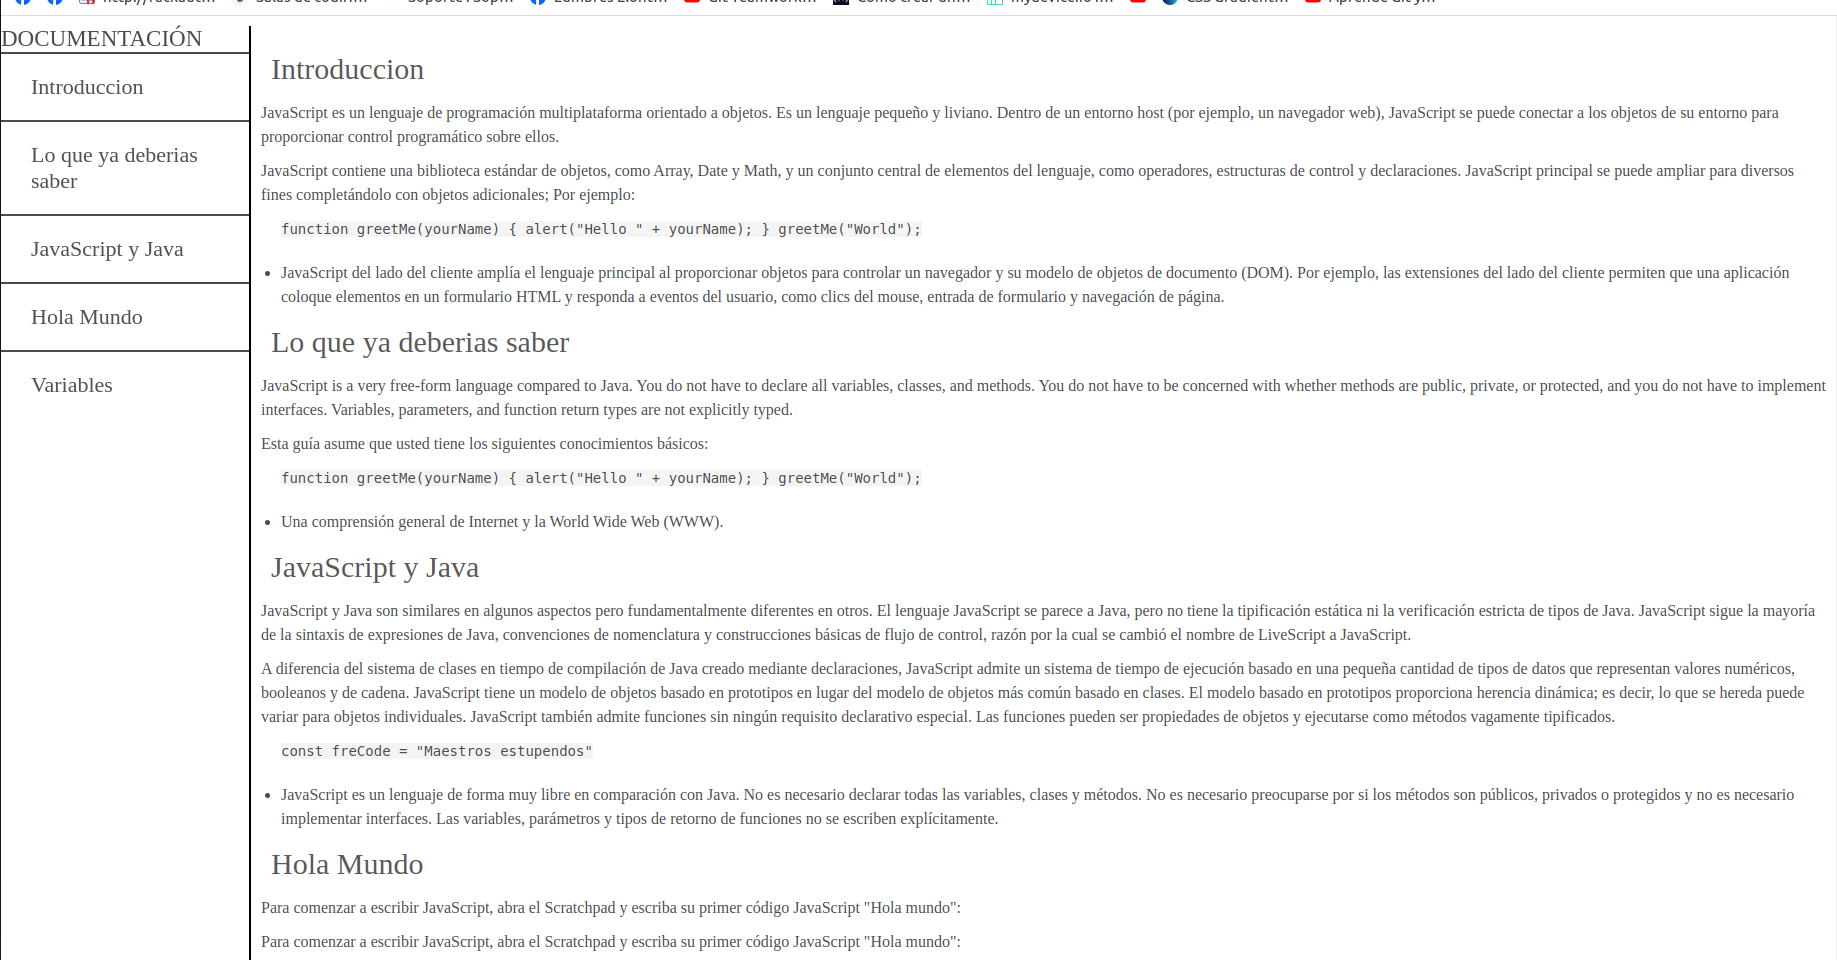 DOCUMENTACIÓN
Introduccion
Lo que ya deberias
saber
JavaScript y Java
Hola Mundo
Variables
Introduccion
JavaScript es un lenguaje de programación multiplataforma orientado a objetos. Es un lenguaje pequeño y liviano. Dentro de un entorno host (por ejemplo, un navegador web), JavaScript se puede conectar a los objetos de su entorno para
proporcionar control programático sobre ellos.
JavaScript contiene una biblioteca estándar de objetos, como Array, Date y Math, y un conjunto central de elementos del lenguaje, como operadores, estructuras de control y declaraciones. JavaScript principal se puede ampliar para diversos
fines completándolo con objetos adicionales; Por ejemplo:
function greetMe(yourName) { alert("Hello " + yourName); } greetMe("World");
JavaScript del lado del cliente amplía el lenguaje principal al proporcionar objetos para controlar un navegador y su modelo de objetos de documento (DOM). Por ejemplo, las extensiones del lado del cliente permiten que una aplicación
coloque elementos en un formulario HTML y responda a eventos del usuario, como clics del mouse, entrada de formulario y navegación de página.
Lo que ya deberias saber
JavaScript is a very free-form language compared to Java. You do not have to declare all variables, classes, and methods. You do not have to be concerned with whether methods are public, private, or protected, and you do not have to implement
interfaces. Variables, parameters, and function return types are not explicitly typed.
Esta guía asume que usted tiene los siguientes conocimientos básicos:
function greetMe(yourName) { alert("Hello " + yourName); } greetMe("World");
Una comprensión general de Internet y la World Wide Web (WWW).
JavaScript y Java
JavaScript y Java son similares en algunos aspectos pero fundamentalmente diferentes en otros. El lenguaje JavaScript se parece a Java, pero no tiene la tipificación estática ni la verificación estricta de tipos de Java. JavaScript sigue la mayoría
de la sintaxis de expresiones de Java, convenciones de nomenclatura y construcciones básicas de flujo de control, razón por la cual se cambió el nombre de LiveScript a JavaScript.
A diferencia del sistema de clases en tiempo de compilación de Java creado mediante declaraciones, JavaScript admite un sistema de tiempo de ejecución basado en una pequeña cantidad de tipos de datos que representan valores numéricos,
booleanos y de cadena. JavaScript tiene un modelo de objetos basado en prototipos en lugar del modelo de objetos más común basado en clases. El modelo basado en prototipos proporciona herencia dinámica; es decir, lo que se hereda puede
variar para objetos individuales. JavaScript también admite funciones sin ningún requisito declarativo especial. Las funciones pueden ser propiedades de objetos y ejecutarse como métodos vagamente tipificados.
const freCode = "Maestros estupendos"
JavaScript es un lenguaje de forma muy libre en comparación con Java. No es necesario declarar todas las variables, clases y métodos. No es necesario preocuparse por si los métodos son públicos, privados o protegidos y no es necesario
implementar interfaces. Las variables, parámetros y tipos de retorno de funciones no se escriben explícitamente.
Hola Mundo
Para comenzar a escribir JavaScript, abra el Scratchpad y escriba su primer código JavaScript "Hola mundo":
Para comenzar a escribir JavaScript, abra el Scratchpad y escriba su primer código JavaScript "Hola mundo":